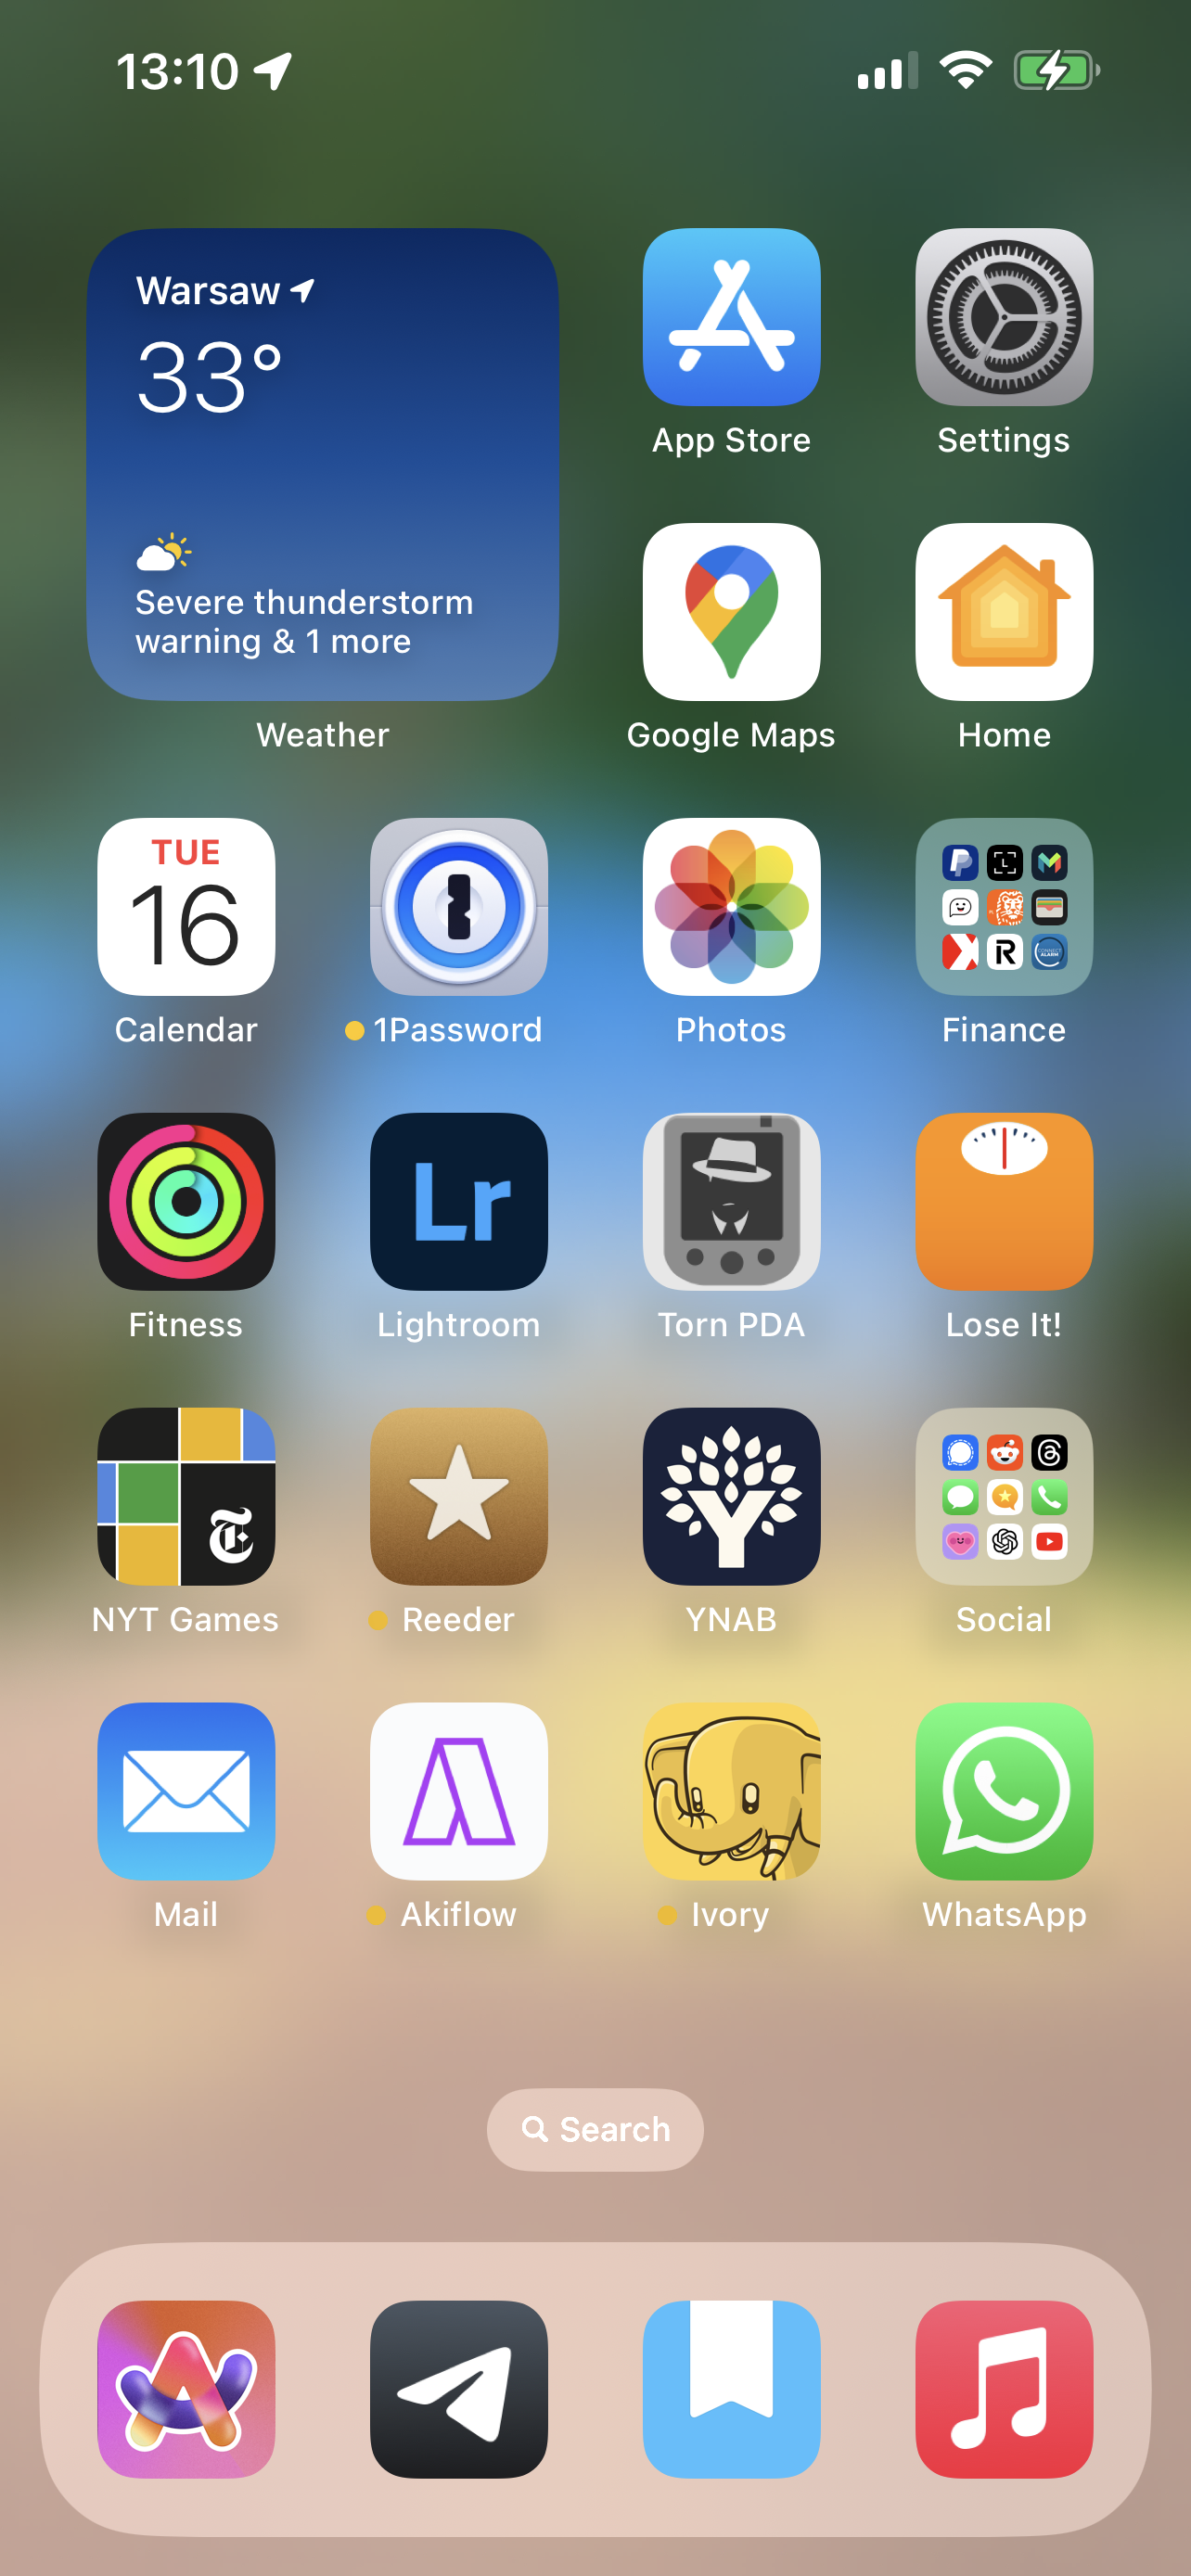 13:10
Warsaw
33°
Severe thunderstorm
warning & 1 more
Weather
App Store
Settings
Google Maps
Home
TUE
16
Calendar
1Password
Photos
Finance
Lr
Fitness
Lightroom
Torn PDA
Lose It!
NYT Games
Reeder
YNAB
Social
Mail
Akiflow
Ivory
WhatsApp
Search